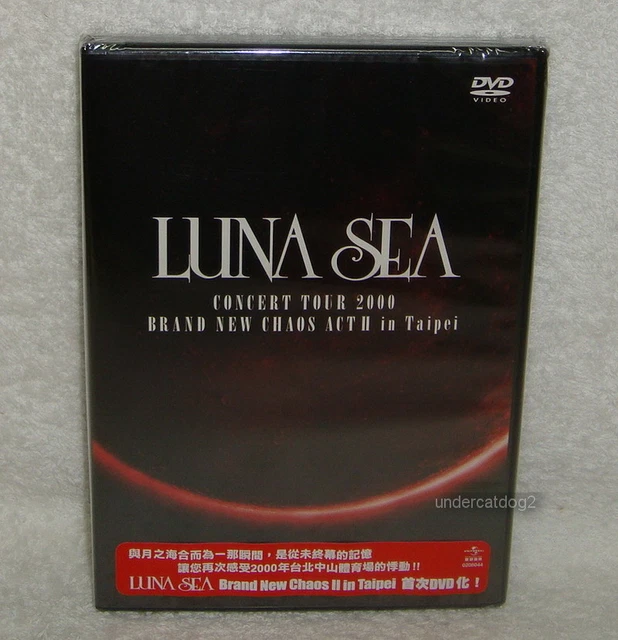 DVD
VIDEO
LUNA SEA
CONCERT TOUR 2000
BRAND NEW CHAOS ACT II in Taipei
undercatdog2
與月之海合而為一那瞬間，是從未終幕的記憶
讓您再次感受2000年台北中山體育場的悸動!!
LUNA SEA Brand New Chaos II in Taipei 首次DVD化！